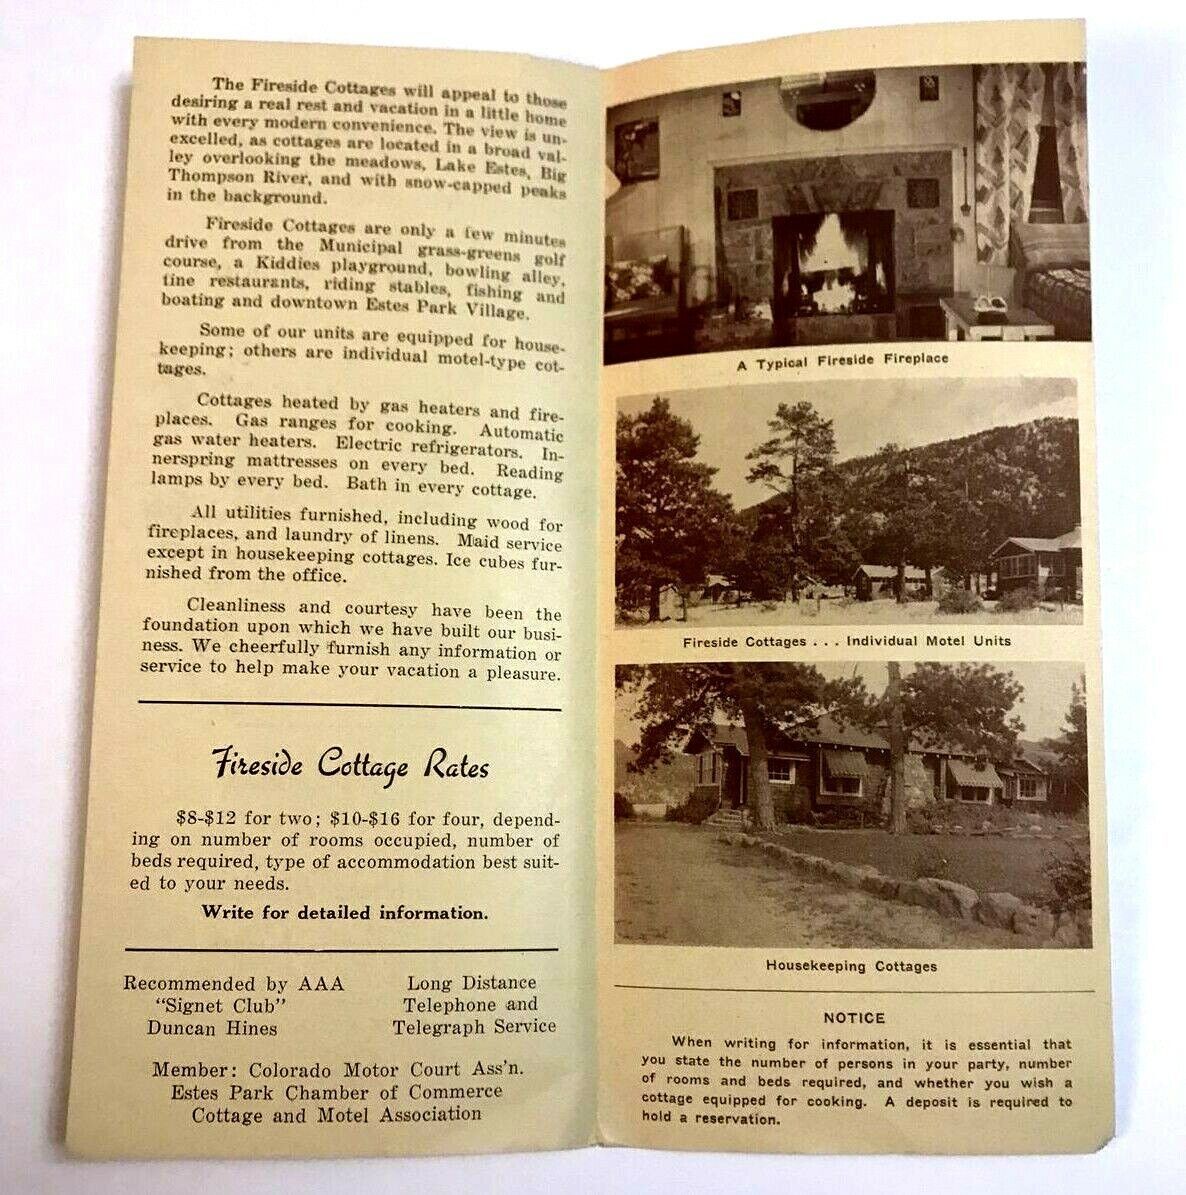 The Fireside Cottages will appeal to those
desiring a real rest and vacation in a little home
with every modern convenience. The view is un-
excelled, as cottages are located in a broad val-
ley overlooking the meadows, Lake Estes, Big
Thompson River, and with snow-capped peaks
in the background.
Fireside Cottages are only a few minutes
drive from the Municipal grass-greens golf
course, a Kiddies playground, bowling alley,
fine restaurants, riding stables, fishing and
boating and downtown Estes Park Village.
Some of our units are equipped for house-
keeping; others are individual motel-type cot-
tages.
Cottages heated by gas heaters and fire-
places. Gas ranges for cooking. Automatic
gas water heaters. Electric refrigerators. In-
nerspring mattresses on every bed. Reading
lamps by every bed. Bath in every cottage.
All utilities furnished, including wood for
fireplaces, and laundry of linens. Maid service
except in housekeeping cottages. Ice cubes fur-
nished from the office.
Cleanliness and courtesy have been the
foundation upon which we have built our busi-
ness. We cheerfully furnish any information or
service to help make your vacation a pleasure.
Fireside Cottage Rates
$8-$12 for two; $10-$16 for four, depend-
ing on number of rooms occupied, number of
beds required, type of accommodation best suit-
ed to your needs.
Write for detailed information.
Recommended by AAA
"Signet Club"
Duncan Hines
Long Distance
Telephone and
Telegraph Service
Member: Colorado Motor Court Ass'n.
Estes Park Chamber of Commerce
Cottage and Motel Association
A Typical Fireside Fireplace
Fireside Cottages . . . Individual Motel Units
Housekeeping Cottages
NOTICE
When writing for information, it is essential that
you state the number of persons in your party, number
of rooms and beds required, and whether you wish a
cottage equipped for cooking. A deposit is required to
hold a reservation.